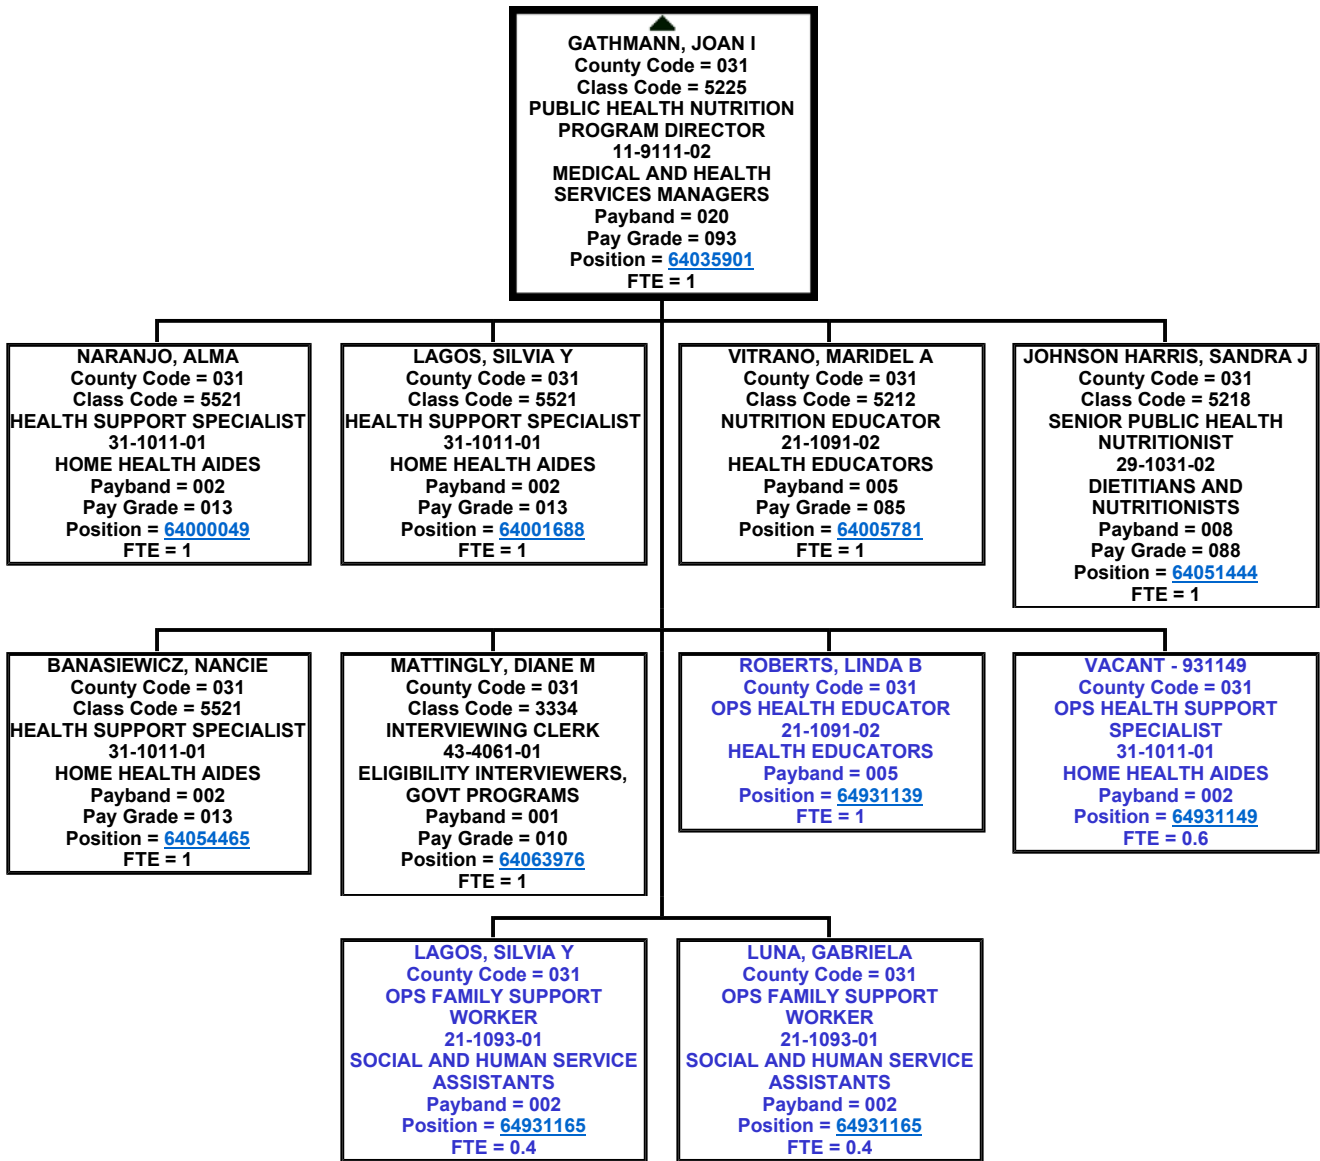 GATHMANN, JOAN I
County Code = 031
Class Code = 5225
PUBLIC HEALTH NUTRITION
PROGRAM DIRECTOR
11-9111-02
MEDICAL AND HEALTH
SERVICES MANAGERS
Payband = 020
Pay Grade = 093
Position = 64035901
FTE = 1
NARANJO, ALMA
County Code = 031
Class Code = 5521
HEALTH SUPPORT SPECIALIST
31-1011-01
HOME HEALTH AIDES
Payband = 002
Pay Grade = 013
Position = 64000049
FTE = 1
LAGOS, SILVIA Y
County Code = 031
Class Code = 5521
HEALTH SUPPORT SPECIALIST
31-1011-01
HOME HEALTH AIDES
Payband = 002
Pay Grade = 013
Position = 64001688
FTE = 1
VITRANO, MARIDEL A
County Code = 031
Class Code = 5212
NUTRITION EDUCATOR
21-1091-02
HEALTH EDUCATORS
Payband = 005
Pay Grade = 085
Position = 64005781
FTE = 1
JOHNSON HARRIS, SANDRA J
County Code = 031
Class Code = 5218
SENIOR PUBLIC HEALTH
NUTRITIONIST
29-1031-02
DIETITIANS AND
NUTRITIONISTS
Payband = 008
Pay Grade = 088
Position = 64051444
FTE = 1
BANASIEWICZ, NANCIE
County Code = 031
Class Code = 5521
HEALTH SUPPORT SPECIALIST
31-1011-01
HOME HEALTH AIDES
Payband = 002
Pay Grade = 013
Position = 64054465
FTE = 1
MATTINGLY, DIANE M
County Code = 031
Class Code = 3334
INTERVIEWING CLERK
43-4061-01
ELIGIBILITY INTERVIEWERS,
GOVT PROGRAMS
Payband = 001
Pay Grade = 010
Position = 64063976
FTE = 1
ROBERTS, LINDA B
County Code = 031
OPS HEALTH EDUCATOR
21-1091-02
HEALTH EDUCATORS
Payband = 005
Position = 64931139
FTE = 1
VACANT - 931149
County Code = 031
OPS HEALTH SUPPORT
SPECIALIST
31-1011-01
HOME HEALTH AIDES
Payband = 002
Position = 64931149
FTE = 0.6
LAGOS, SILVIA Y
County Code = 031
OPS FAMILY SUPPORT
WORKER
21-1093-01
SOCIAL AND HUMAN SERVICE
ASSISTANTS
Payband = 002
Position = 64931165
FTE = 0.4
LUNA, GABRIELA
County Code = 031
OPS FAMILY SUPPORT
WORKER
21-1093-01
SOCIAL AND HUMAN SERVICE
ASSISTANTS
Payband = 002
Position = 64931165
FTE = 0.4